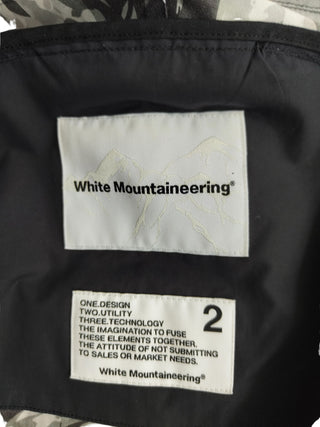 White Mountaineering®
ONE.DESIGN
TWO.UTILITY
THREE.TECHNOLOGY
THE IMAGINATION TO FUSE
THESE ELEMENTS TOGETHER.
THE ATTITUDE OF NOT SUBMITTING
TO SALES OR MARKET NEEDS.
2
White Mountaineering®